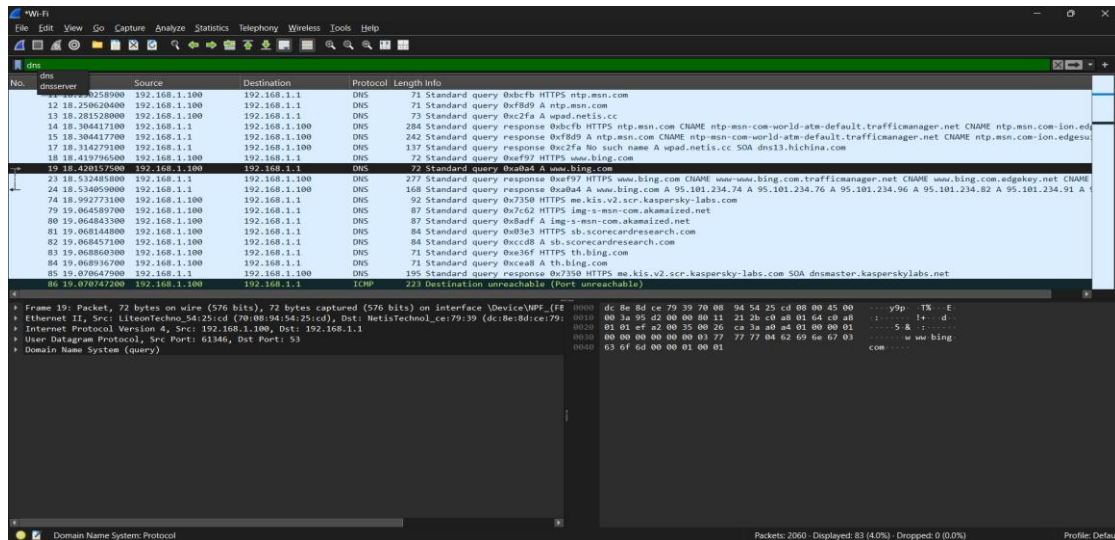 *Wi-Fi
File Edit View Go Capture Analyze Statistics Telephony Wireless Tools Help
dns
dns
dnsserver
No. Source Destination Protocol Length Info
192.168.1.100 192.168.1.1 DNS 71 Standard query 0xbcfb HTTPS ntp.msn.com
12 18.250620400 192.168.1.100 192.168.1.1 DNS 71 Standard query 0xf8d9 A ntp.msn.com
13 18.281528000 192.168.1.100 192.168.1.1 DNS 73 Standard query 0xc2fa A wpad.netis.cc
14 18.304417100 192.168.1.1 192.168.1.100 DNS 284 Standard query response 0xbcfb HTTPS ntp.msn.com CNAME ntp-msn-com-world-atm-default.trafficmanager.net CNAME ntp.msn.com-ion.edg
15 18.304417700 192.168.1.1 192.168.1.100 DNS 242 Standard query response 0xf8d9 A ntp.msn.com CNAME ntp-msn-com-world-atm-default.trafficmanager.net CNAME ntp.msn.com-ion.edgesu
17 18.314279100 192.168.1.1 192.168.1.100 DNS 137 Standard query response 0xc2fa No such name A wpad.netis.cc SOA dns13.hichina.com
18 18.419796500 192.168.1.100 192.168.1.1 DNS 72 Standard query 0xef97 HTTPS www.bing.com
19 18.420157500 192.168.1.100 192.168.1.1 DNS 72 Standard query 0xa0a4 A www.bing.com
23 18.532485800 192.168.1.1 192.168.1.100 DNS 277 Standard query response 0xef97 HTTPS www.bing.com CNAME www-www.bing.com.trafficmanager.net CNAME www.bing.com.edgekey.net CNAME
24 18.534059000 192.168.1.1 192.168.1.100 DNS 168 Standard query response 0xa0a4 A www.bing.com A 95.101.234.74 A 95.101.234.76 A 95.101.234.96 A 95.101.234.82 A 95.101.234.91 A
74 18.992773100 192.168.1.100 192.168.1.1 DNS 92 Standard query 0x7350 HTTPS me.kis.v2.scr.kaspersky-labs.com
79 19.064589700 192.168.1.100 192.168.1.1 DNS 87 Standard query 0x7c62 HTTPS img-s-msn-com.akamaized.net
80 19.064843300 192.168.1.100 192.168.1.1 DNS 87 Standard query 0x8adf A img-s-msn-com.akamaized.net
81 19.068144800 192.168.1.100 192.168.1.1 DNS 84 Standard query 0x03e3 HTTPS sb.scorecardresearch.com
82 19.068457100 192.168.1.100 192.168.1.1 DNS 84 Standard query 0xccd8 A sb.scorecardresearch.com
83 19.068860300 192.168.1.100 192.168.1.1 DNS 71 Standard query 0xe36f HTTPS th.bing.com
84 19.068936700 192.168.1.100 192.168.1.1 DNS 71 Standard query 0xcea8 A th.bing.com
85 19.070647900 192.168.1.1 192.168.1.100 DNS 195 Standard query response 0x7350 HTTPS me.kis.v2.scr.kaspersky-labs.com SOA dnsmaster.kasperskylabs.net
86 19.070747200 192.168.1.100 192.168.1.1 ICMP 223 Destination unreachable (Port unreachable)
Frame 19: Packet, 72 bytes on wire (576 bits), 72 bytes captured (576 bits) on interface \Device\NPF_{FE
Ethernet II, Src: LiteonTechno_54:25:cd (70:08:94:54:25:cd), Dst: NetisTechnol_ce:79:39 (dc:8e:8d:ce:79:
Internet Protocol Version 4, Src: 192.168.1.100, Dst: 192.168.1.1
User Datagram Protocol, Src Port: 61346, Dst Port: 53
Domain Name System (query)
0000 dc 8e 8d ce 79 39 70 08 94 54 25 cd 08 00 45 00 ····y9p· ·T%···E·
0010 00 3a 95 d2 00 00 80 11 21 2b c0 a8 01 64 c0 a8 ·:······ !+···d··
0020 01 01 ef a2 00 35 00 26 ca 3a a0 a4 01 00 00 01 ·····5·& ·:······
0030 00 00 00 00 00 00 03 77 77 77 04 62 69 6e 67 03 ·······w ww·bing·
0040 63 6f 6d 00 00 01 00 01 com·····
Domain Name System: Protocol
Packets: 2060 · Displayed: 83 (4.0%) · Dropped: 0 (0.0%)
Profile: Defau